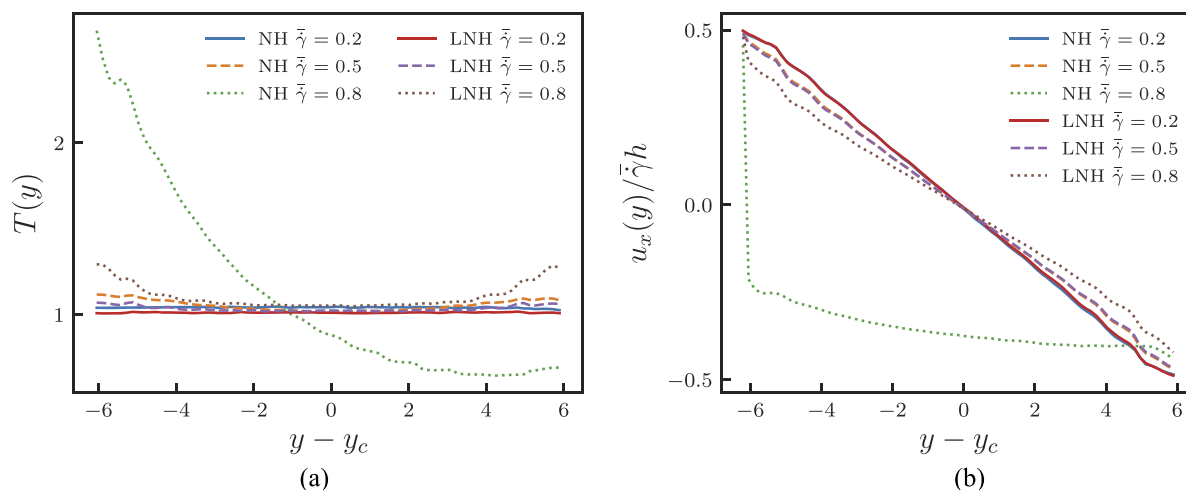 NH γ̄̇ = 0.2
LNH γ̄̇ = 0.2
NH γ̄̇ = 0.5
LNH γ̄̇ = 0.5
NH γ̄̇ = 0.8
LNH γ̄̇ = 0.8
2
1
T(y)
−6
−4
−2
0
2
4
6
y − y_c
(a)
NH γ̄̇ = 0.2
NH γ̄̇ = 0.5
NH γ̄̇ = 0.8
LNH γ̄̇ = 0.2
LNH γ̄̇ = 0.5
LNH γ̄̇ = 0.8
0.5
0.0
−0.5
u_x(y)/γ̄̇h
−6
−4
−2
0
2
4
6
y − y_c
(b)